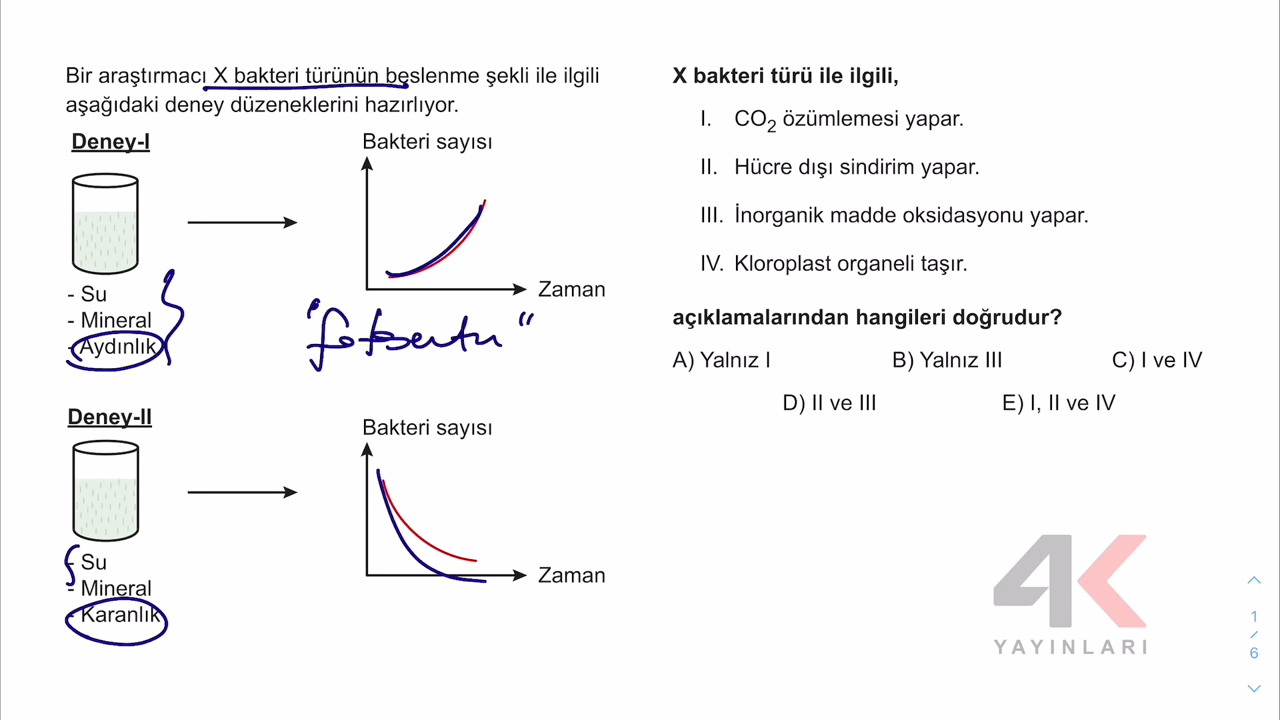 Bir araştırmacı X bakteri türünün beslenme şekli ile ilgili
aşağıdaki deney düzeneklerini hazırlıyor.
Deney-I
Bakteri sayısı
Zaman
- Su
- Mineral
- Aydınlık
Deney-II
Bakteri sayısı
Zaman
- Su
- Mineral
- Karanlık
X bakteri türü ile ilgili,
I. CO₂ özümlemesi yapar.
II. Hücre dışı sindirim yapar.
III. İnorganik madde oksidasyonu yapar.
IV. Kloroplast organeli taşır.
açıklamalarından hangileri doğrudur?
A) Yalnız I B) Yalnız III C) I ve IV
D) II ve III E) I, II ve IV
4K
YAYINLARI
1
/
6